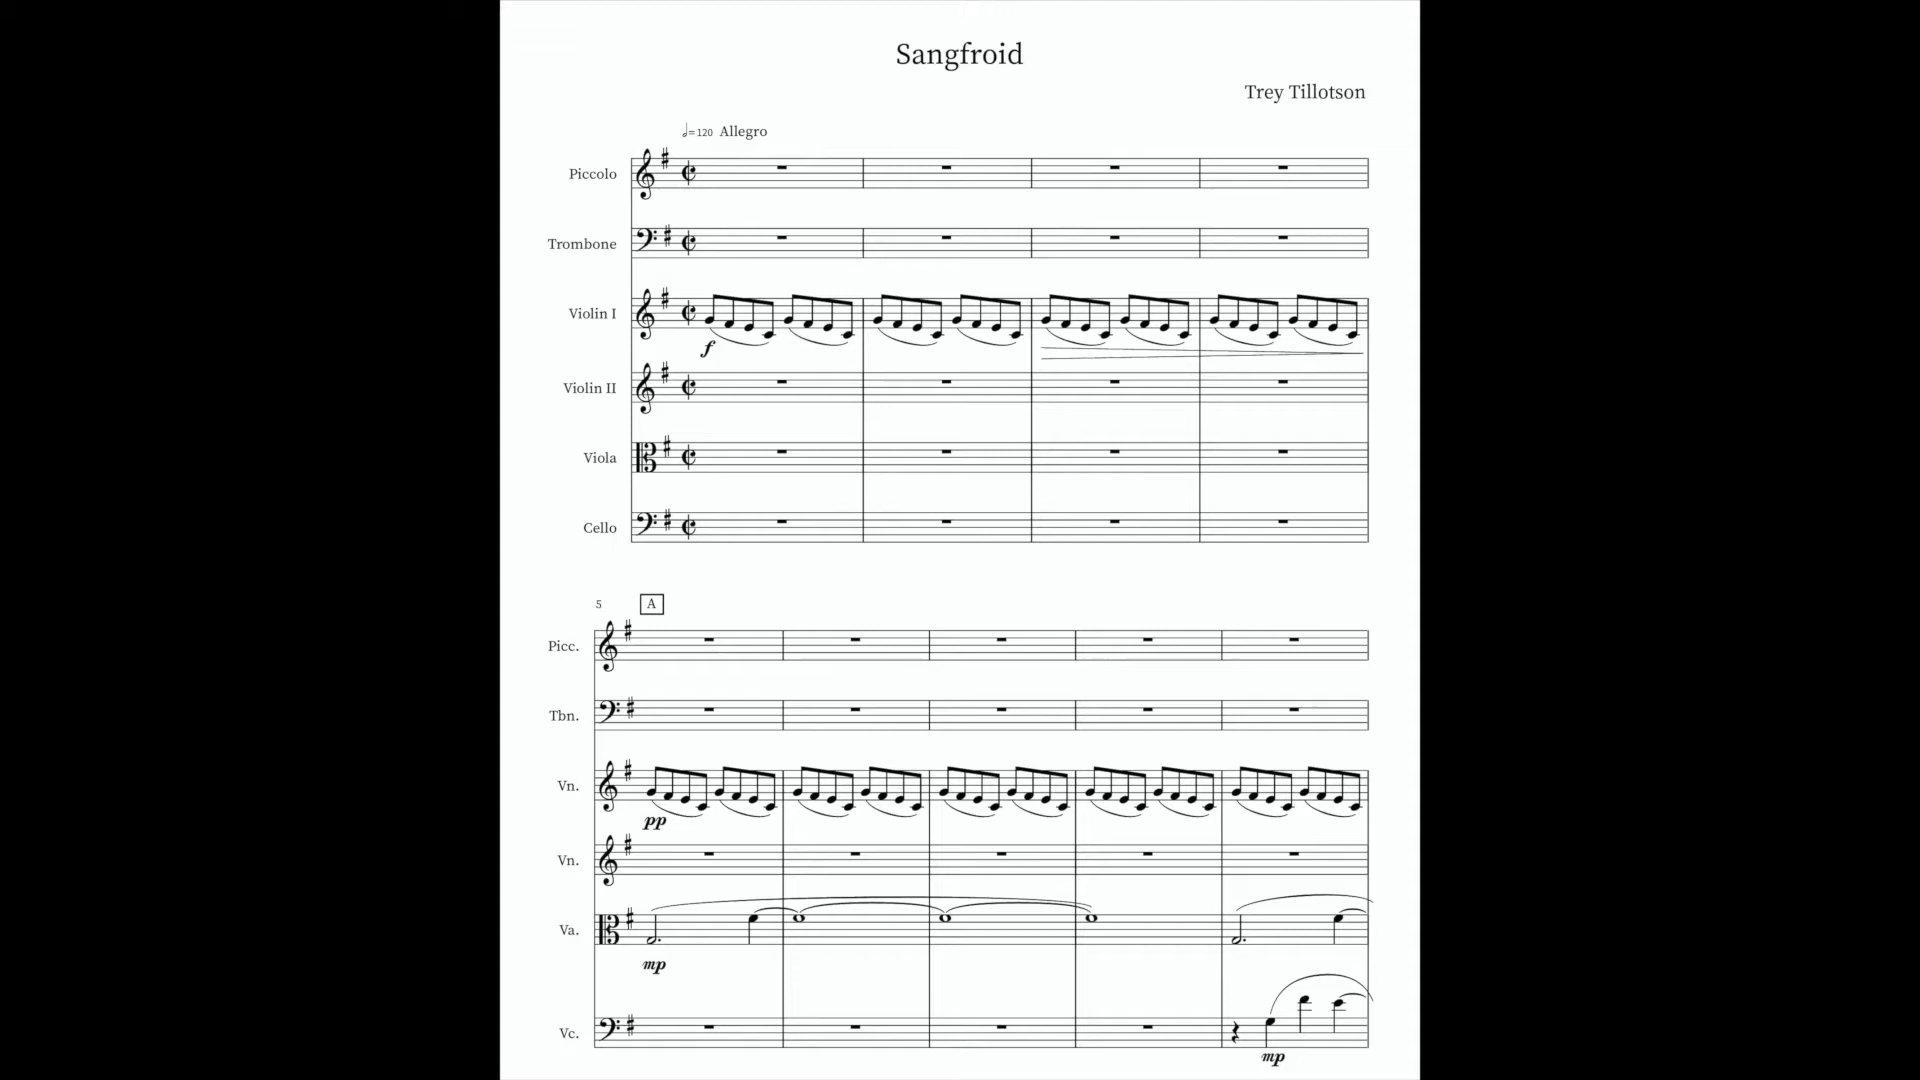 Sangfroid
Trey Tillotson
=120 Allegro
Piccolo
Trombone
Violin I
f
Violin II
Viola
Cello
5 A
Picc.
Tbn.
Vn.
pp
Vn.
Va.
mp
Vc.
mp